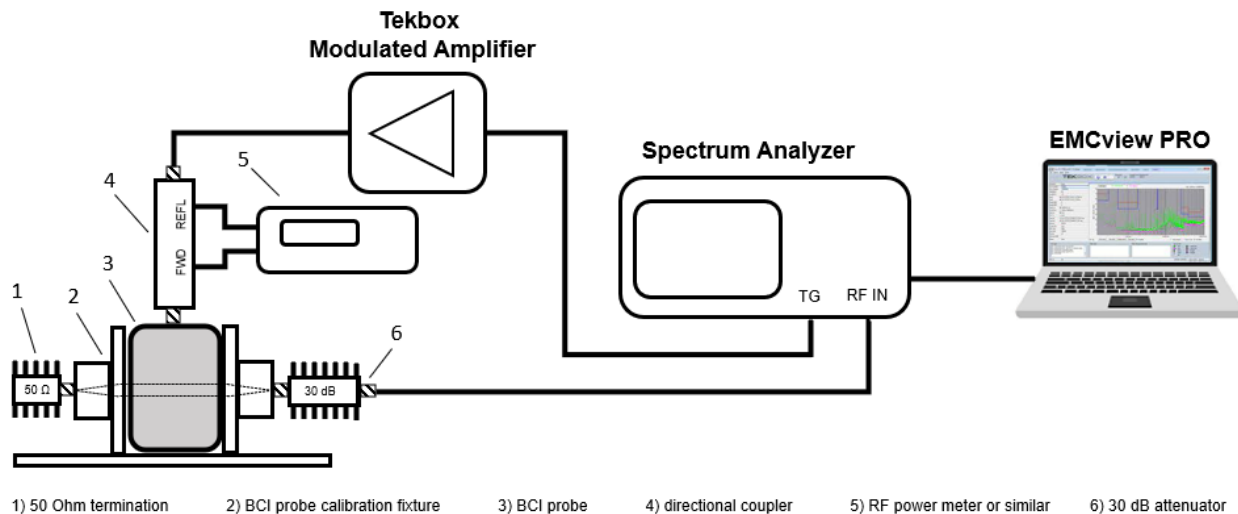 Tekbox
Modulated Amplifier
Spectrum Analyzer
EMCview PRO
4
5
REFL
FWD
3
TG
RF IN
1
2
6
50 Ω
30 dB
1) 50 Ohm termination
2) BCI probe calibration fixture
3) BCI probe
4) directional coupler
5) RF power meter or similar
6) 30 dB attenuator